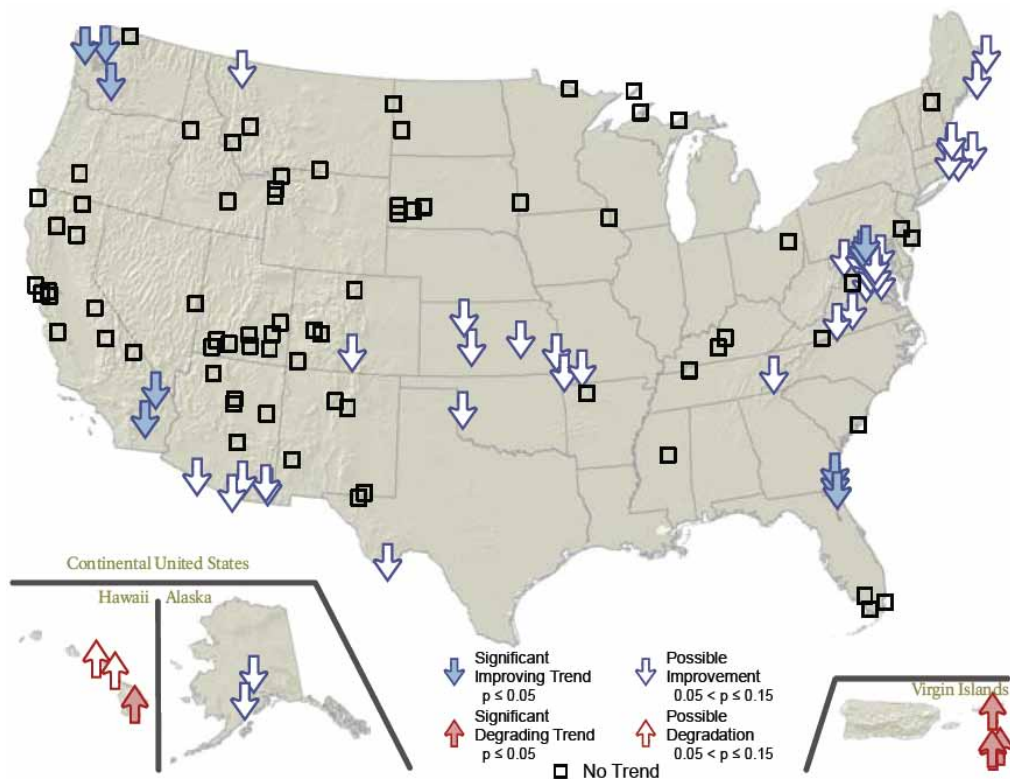 Continental United States
Hawaii
Alaska
Virgin Islands
Significant
Improving Trend
p ≤ 0.05
Possible
Improvement
0.05 < p ≤ 0.15
Significant
Degrading Trend
p ≤ 0.05
Possible
Degradation
0.05 < p ≤ 0.15
No Trend